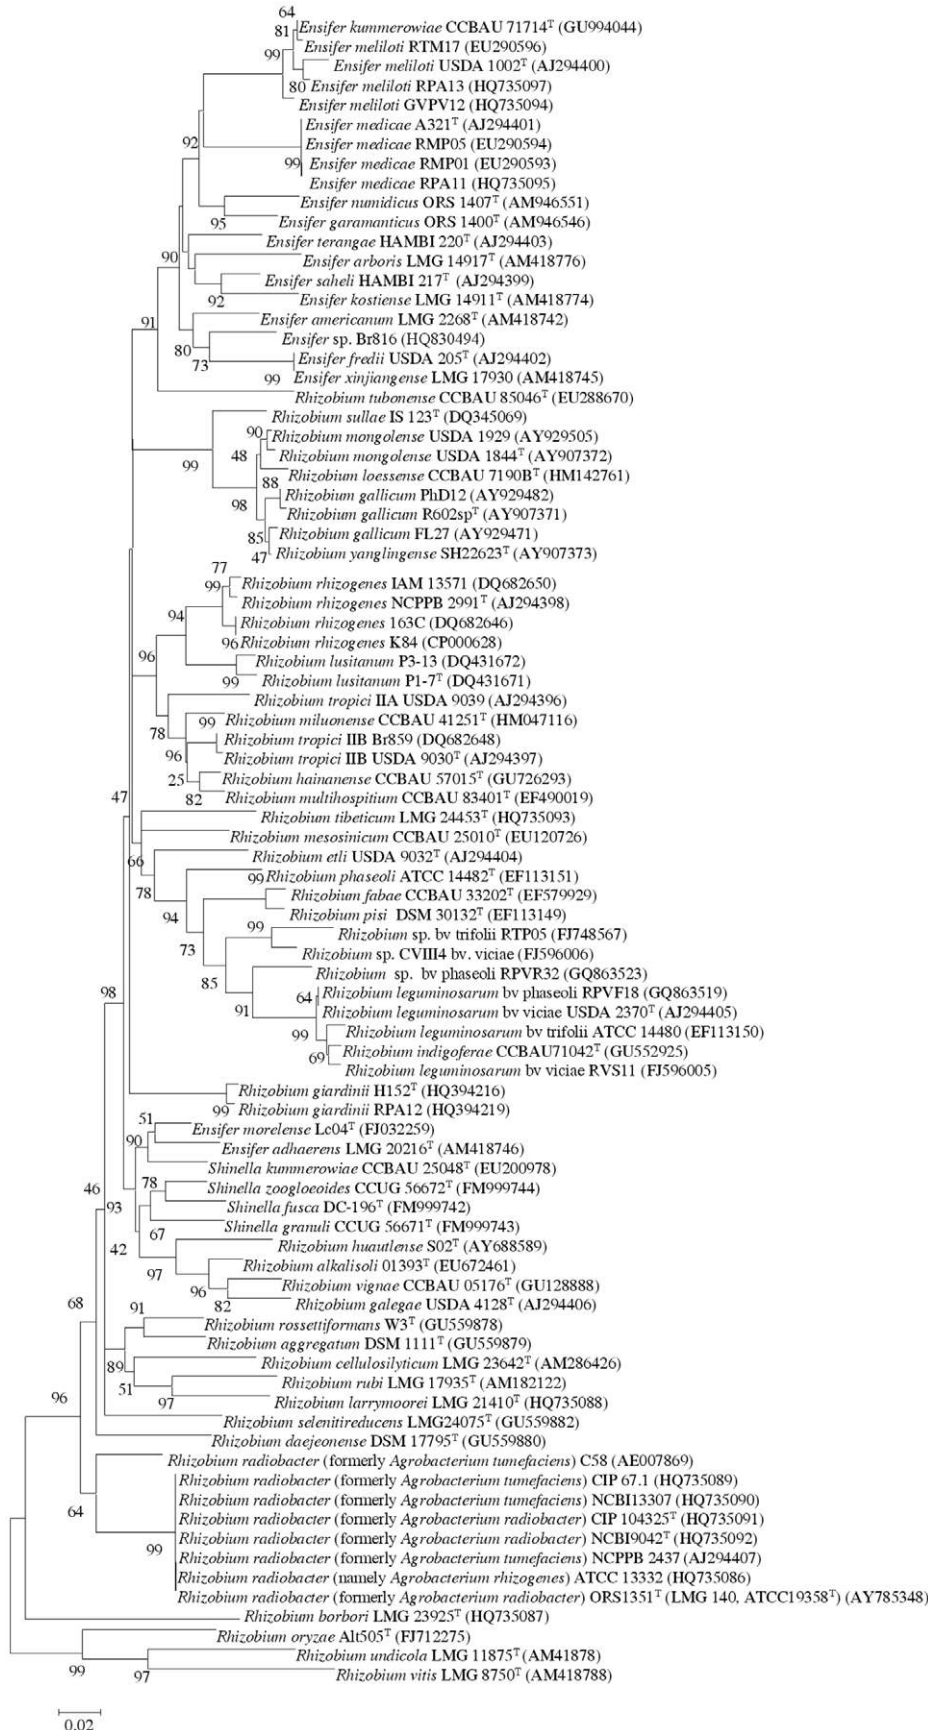 64
Ensifer kummerowiae CCBAU 71714ᵀ (GU994044)
81
Ensifer meliloti RTM17 (EU290596)
99
Ensifer meliloti USDA 1002ᵀ (AJ294400)
80
Ensifer meliloti RPA13 (HQ735097)
Ensifer meliloti GVPV12 (HQ735094)
Ensifer medicae A321ᵀ (AJ294401)
92
Ensifer medicae RMP05 (EU290594)
99
Ensifer medicae RMP01 (EU290593)
Ensifer medicae RPA11 (HQ735095)
Ensifer numidicus ORS 1407ᵀ (AM946551)
95
Ensifer garamanticus ORS 1400ᵀ (AM946546)
Ensifer terangae HAMBI 220ᵀ (AJ294403)
90
Ensifer arboris LMG 14917ᵀ (AM418776)
Ensifer saheli HAMBI 217ᵀ (AJ294399)
92
Ensifer kostiense LMG 14911ᵀ (AM418774)
91
Ensifer americanum LMG 2268ᵀ (AM418742)
80
Ensifer sp. Br816 (HQ830494)
73
Ensifer fredii USDA 205ᵀ (AJ294402)
99
Ensifer xinjiangense LMG 17930 (AM418745)
Rhizobium tubonense CCBAU 85046ᵀ (EU288670)
Rhizobium sullae IS 123ᵀ (DQ345069)
90
Rhizobium mongolense USDA 1929 (AY929505)
48
Rhizobium mongolense USDA 1844ᵀ (AY907372)
99
Rhizobium loessense CCBAU 7190Bᵀ (HM142761)
88
Rhizobium gallicum PhD12 (AY929482)
98
Rhizobium gallicum R602spᵀ (AY907371)
85
Rhizobium gallicum FL27 (AY929471)
47
Rhizobium yanglingense SH22623ᵀ (AY907373)
77
99
Rhizobium rhizogenes IAM 13571 (DQ682650)
Rhizobium rhizogenes NCPPB 2991ᵀ (AJ294398)
94
Rhizobium rhizogenes 163C (DQ682646)
96
Rhizobium rhizogenes K84 (CP000628)
96
Rhizobium lusitanum P3-13 (DQ431672)
99
Rhizobium lusitanum P1-7ᵀ (DQ431671)
Rhizobium tropici IIA USDA 9039 (AJ294396)
99
Rhizobium miluonense CCBAU 41251ᵀ (HM047116)
78
Rhizobium tropici IIB Br859 (DQ682648)
96
Rhizobium tropici IIB USDA 9030ᵀ (AJ294397)
25
Rhizobium hainanense CCBAU 57015ᵀ (GU726293)
47
82
Rhizobium multihospitium CCBAU 83401ᵀ (EF490019)
Rhizobium tibeticum LMG 24453ᵀ (HQ735093)
Rhizobium mesosinicum CCBAU 25010ᵀ (EU120726)
66
Rhizobium etli USDA 9032ᵀ (AJ294404)
99
Rhizobium phaseoli ATCC 14482ᵀ (EF113151)
78
Rhizobium fabae CCBAU 33202ᵀ (EF579929)
94
Rhizobium pisi DSM 30132ᵀ (EF113149)
99
Rhizobium sp. bv trifolii RTP05 (FJ748567)
73
Rhizobium sp. CVIII4 bv. viciae (FJ596006)
85
Rhizobium sp. bv phaseoli RPVR32 (GQ863523)
98
64
Rhizobium leguminosarum bv phaseoli RPVF18 (GQ863519)
91
Rhizobium leguminosarum bv viciae USDA 2370ᵀ (AJ294405)
99
Rhizobium leguminosarum bv trifolii ATCC 14480 (EF113150)
69
Rhizobium indigoferae CCBAU71042ᵀ (GU552925)
Rhizobium leguminosarum bv viciae RVS11 (FJ596005)
Rhizobium giardinii H152ᵀ (HQ394216)
99
Rhizobium giardinii RPA12 (HQ394219)
51
Ensifer morelense Lc04ᵀ (FJ032259)
90
Ensifer adhaerens LMG 20216ᵀ (AM418746)
Shinella kummerowiae CCBAU 25048ᵀ (EU200978)
46
78
Shinella zoogloeoides CCUG 56672ᵀ (FM999744)
93
Shinella fusca DC-196ᵀ (FM999742)
67
Shinella granuli CCUG 56671ᵀ (FM999743)
42
Rhizobium huautlense S02ᵀ (AY688589)
97
Rhizobium alkalisoli 01393ᵀ (EU672461)
96
Rhizobium vignae CCBAU 05176ᵀ (GU128888)
68
82
Rhizobium galegae USDA 4128ᵀ (AJ294406)
91
Rhizobium rossettiformans W3ᵀ (GU559878)
Rhizobium aggregatum DSM 1111ᵀ (GU559879)
89
Rhizobium cellulosilyticum LMG 23642ᵀ (AM286426)
51
Rhizobium rubi LMG 17935ᵀ (AM182122)
96
97
Rhizobium larrymoorei LMG 21410ᵀ (HQ735088)
Rhizobium selenitireducens LMG24075ᵀ (GU559882)
Rhizobium daejeonense DSM 17795ᵀ (GU559880)
Rhizobium radiobacter (formerly Agrobacterium tumefaciens) C58 (AE007869)
Rhizobium radiobacter (formerly Agrobacterium tumefaciens) CIP 67.1 (HQ735089)
64
Rhizobium radiobacter (formerly Agrobacterium tumefaciens) NCBI13307 (HQ735090)
Rhizobium radiobacter (formerly Agrobacterium radiobacter) CIP 104325ᵀ (HQ735091)
Rhizobium radiobacter (formerly Agrobacterium radiobacter) NCBI9042ᵀ (HQ735092)
99
Rhizobium radiobacter (formerly Agrobacterium tumefaciens) NCPPB 2437 (AJ294407)
Rhizobium radiobacter (namely Agrobacterium rhizogenes) ATCC 13332 (HQ735086)
Rhizobium radiobacter (formerly Agrobacterium radiobacter) ORS1351ᵀ (LMG 140, ATCC19358ᵀ) (AY785348)
Rhizobium borbori LMG 23925ᵀ (HQ735087)
Rhizobium oryzae Alt505ᵀ (FJ712275)
99
Rhizobium undicola LMG 11875ᵀ (AM41878)
97
Rhizobium vitis LMG 8750ᵀ (AM418788)
0.02